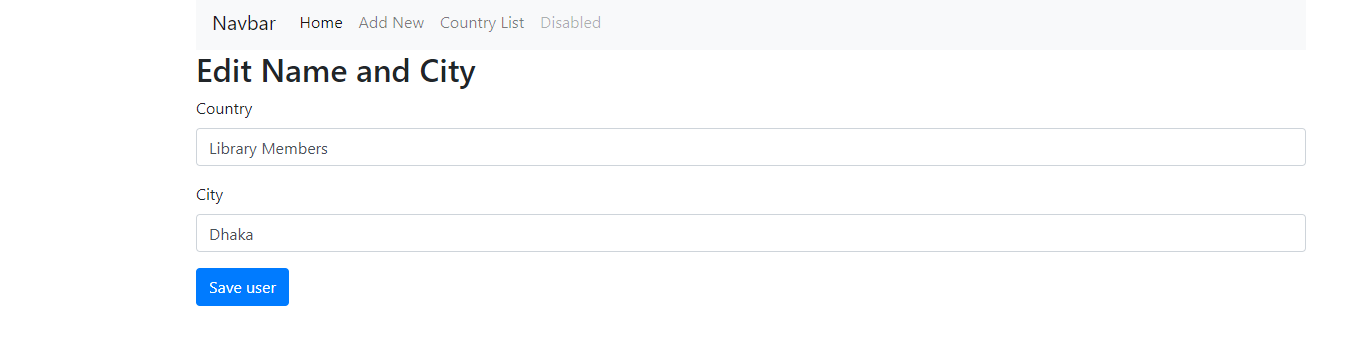 Navbar Home Add New Country List Disabled
Edit Name and City
Country
Library Members
City
Dhaka
Save user